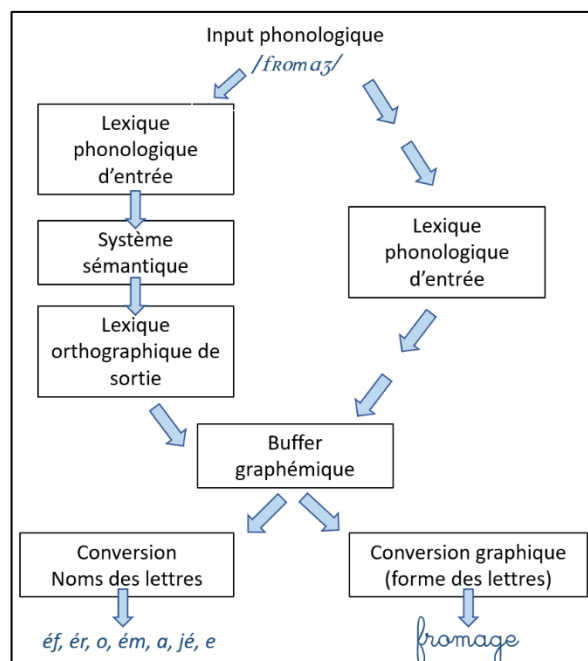 Input phonologique
/fromaʒ/
Lexique
phonologique
d'entrée
Système
sémantique
Lexique
orthographique de
sortie
Lexique
phonologique
d'entrée
Buffer
graphémique
Conversion
Noms des lettres
éf, ér, o, ém, a, jé, e
Conversion graphique
(forme des lettres)
fromage